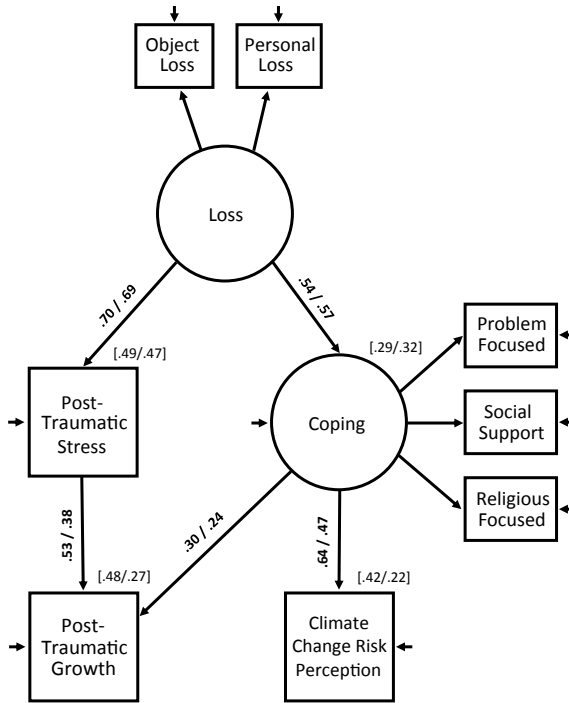 Object
Loss
Personal
Loss
Loss
.70 / .69
.54 / .57
[.49/.47]
[.29/.32]
Problem
Focused
Post-
Traumatic
Stress
Coping
Social
Support
Religious
Focused
.53 / .38
.30 / .24
.64 / .47
[.48/.27]
[.42/.22]
Post-
Traumatic
Growth
Climate
Change Risk
Perception